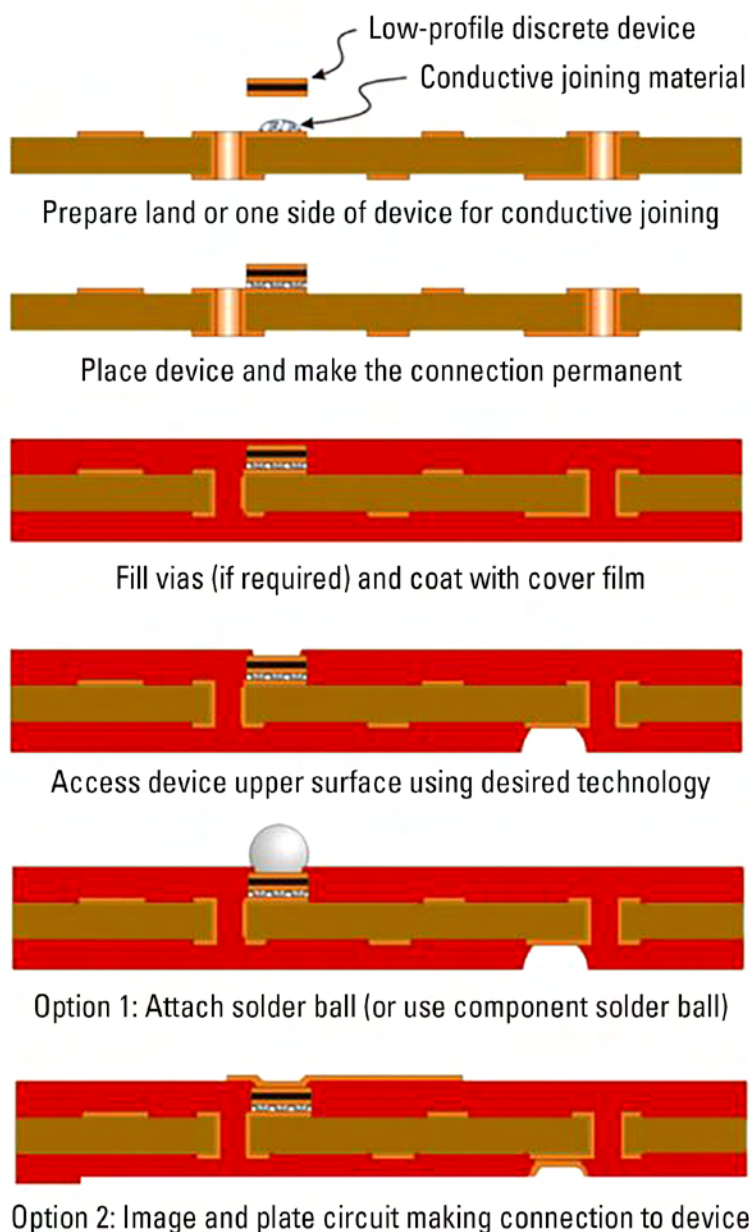 Low-profile discrete device
Conductive joining material
Prepare land or one side of device for conductive joining
Place device and make the connection permanent
Fill vias (if required) and coat with cover film
Access device upper surface using desired technology
Option 1: Attach solder ball (or use component solder ball)
Option 2: Image and plate circuit making connection to device